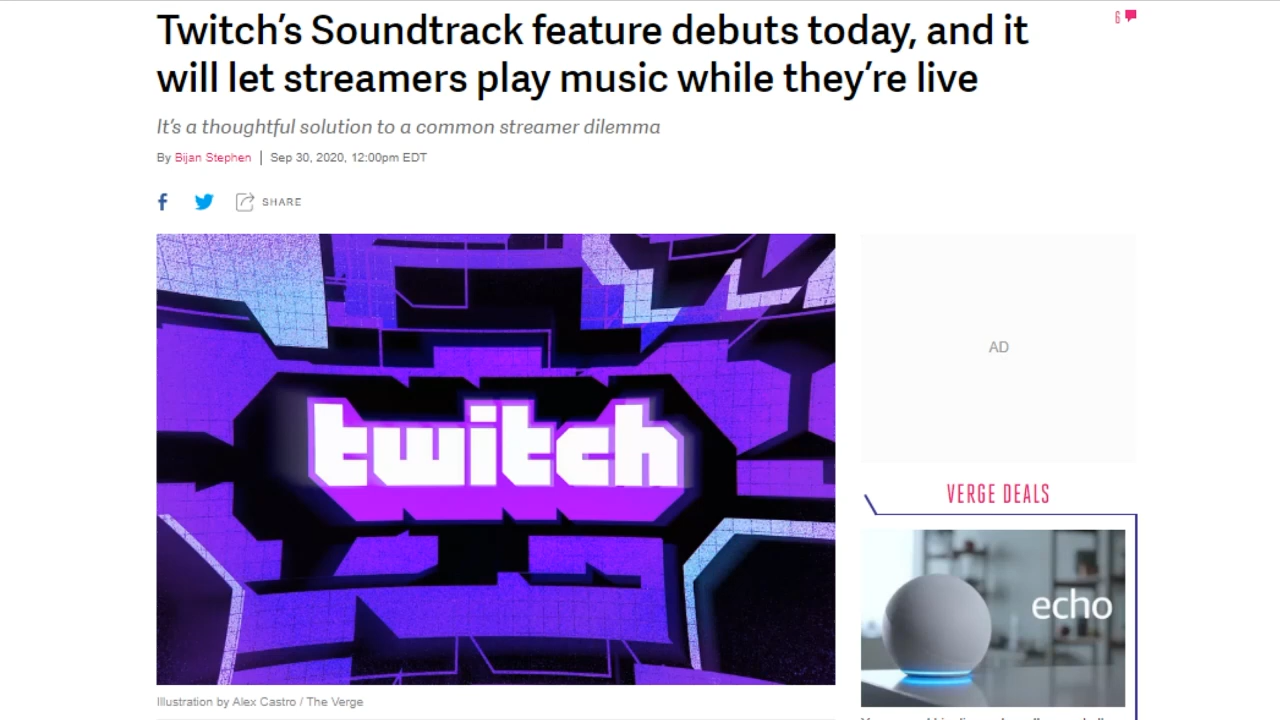 Twitch’s Soundtrack feature debuts today, and it
will let streamers play music while they’re live
6
It’s a thoughtful solution to a common streamer dilemma
By Bijan Stephen | Sep 30, 2020, 12:00pm EDT
SHARE
twitch
AD
VERGE DEALS
echo
Illustration by Alex Castro / The Verge